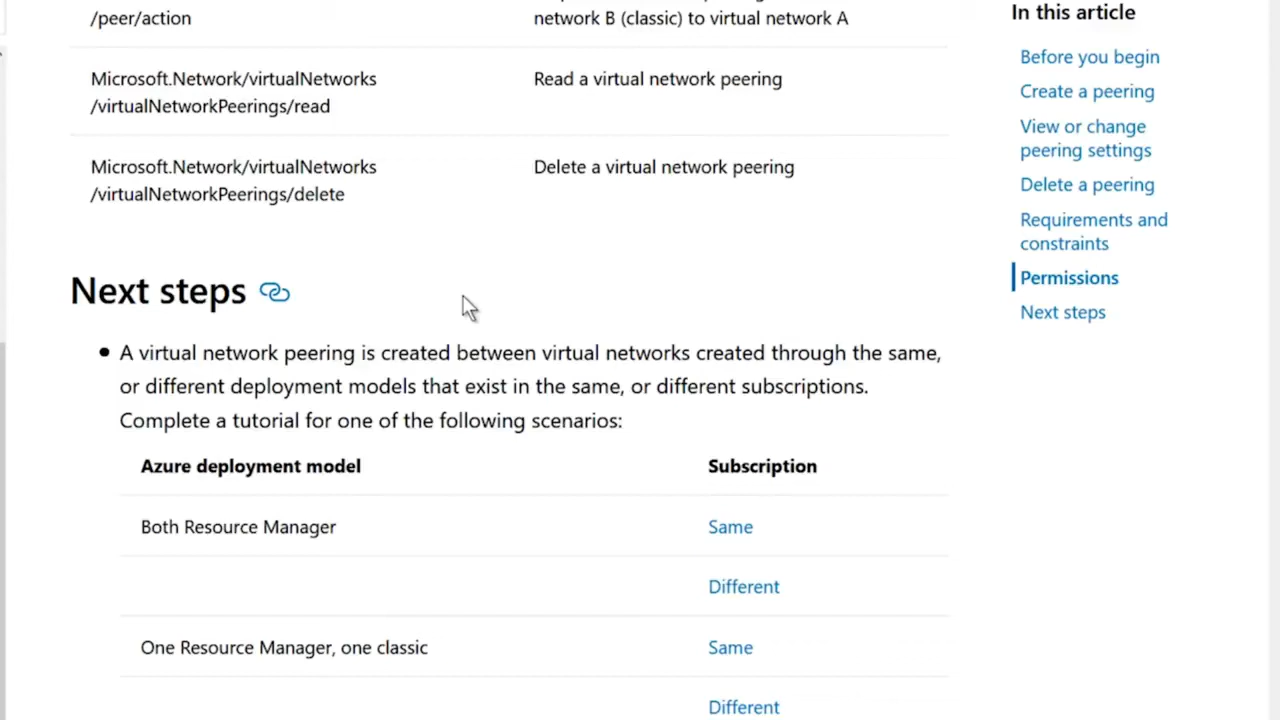 /peer/action
network B (classic) to virtual network A
Microsoft.Network/virtualNetworks
/virtualNetworkPeerings/read
Read a virtual network peering
Microsoft.Network/virtualNetworks
/virtualNetworkPeerings/delete
Delete a virtual network peering
Next steps
• A virtual network peering is created between virtual networks created through the same,
or different deployment models that exist in the same, or different subscriptions.
Complete a tutorial for one of the following scenarios:
Azure deployment model
Subscription
Both Resource Manager
Same
Different
One Resource Manager, one classic
Same
Different
In this article
Before you begin
Create a peering
View or change
peering settings
Delete a peering
Requirements and
constraints
Permissions
Next steps